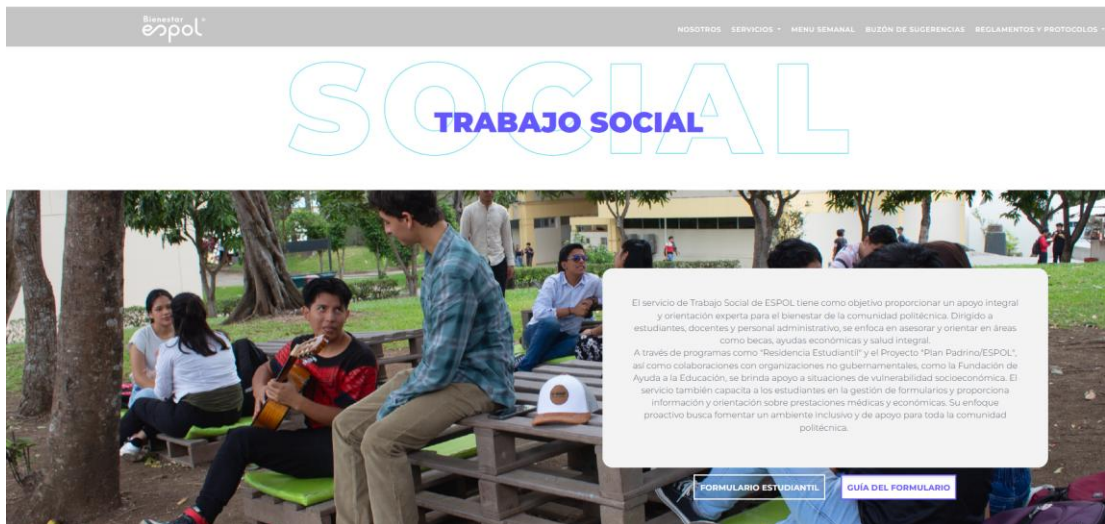 Bienestar
espol
NOSOTROS SERVICIOS MENU SEMANAL BUZÓN DE SUGERENCIAS REGLAMENTOS Y PROTOCOLOS
SOCIAL
TRABAJO SOCIAL
El servicio de Trabajo Social de ESPOL tiene como objetivo proporcionar un apoyo integral
y orientación experta para el bienestar de la comunidad politécnica. Dirigido a
estudiantes, docentes y personal administrativo, se enfoca en asesorar y orientar en áreas
como becas, ayudas económicas y salud integral.
A través de programas como "Residencia Estudiantil" y el Proyecto "Plan Padrino/ESPOL",
así como colaboraciones con organizaciones no gubernamentales, como la Fundación de
Ayuda a la Educación, se brinda apoyo a situaciones de vulnerabilidad socioeconómica. El
servicio también capacita a los estudiantes en la gestión de formularios y proporciona
información y orientación sobre prestaciones médicas y económicas. Su enfoque
proactivo busca fomentar un ambiente inclusivo y de apoyo para toda la comunidad
politécnica.
FORMULARIO ESTUDIANTIL GUÍA DEL FORMULARIO